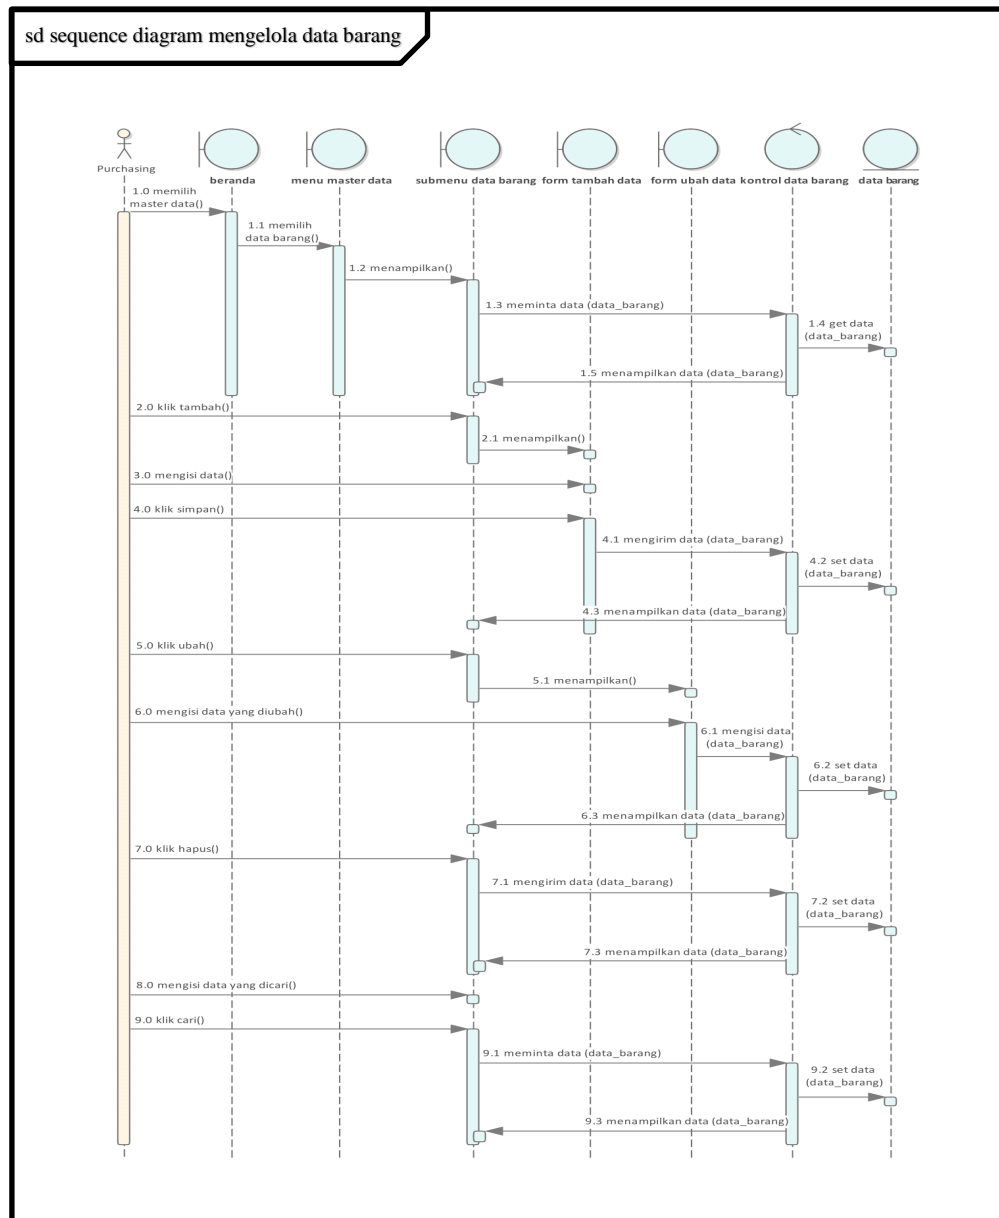 sd sequence diagram mengelola data barang
Purchasing
beranda
menu master data
submenu data barang
form tambah data
form ubah data
kontrol data barang
data barang
1.0 memilih
master data()
1.1 memilih
data barang()
1.2 menampilkan()
1.3 meminta data (data_barang)
1.4 get data
(data_barang)
1.5 menampilkan data (data_barang)
2.0 klik tambah()
2.1 menampilkan()
3.0 mengisi data()
4.0 klik simpan()
4.1 mengirim data (data_barang)
4.2 set data
(data_barang)
4.3 menampilkan data (data_barang)
5.0 klik ubah()
5.1 menampilkan()
6.0 mengisi data yang diubah()
6.1 mengisi data
(data_barang)
6.2 set data
(data_barang)
6.3 menampilkan data (data_barang)
7.0 klik hapus()
7.1 mengirim data (data_barang)
7.2 set data
(data_barang)
7.3 menampilkan data (data_barang)
8.0 mengisi data yang dicari()
9.0 klik cari()
9.1 meminta data (data_barang)
9.2 set data
(data_barang)
9.3 menampilkan data (data_barang)